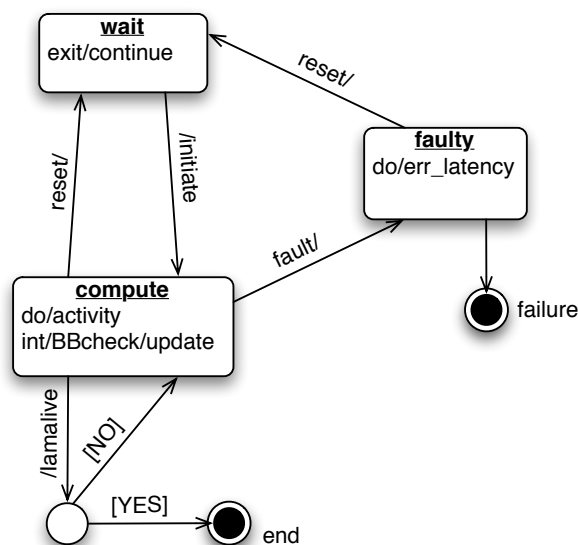 wait
exit/continue
reset/
faulty
do/err_latency
/initiate
reset/
fault/
compute
do/activity
int/BBcheck/update
failure
/Iamalive
[NO]
[YES]
end